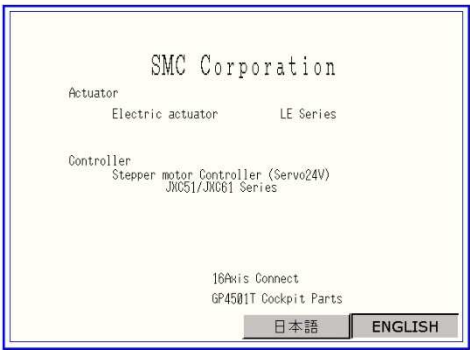 SMC Corporation
Actuator
Electric actuator LE Series
Controller
Stepper motor Controller (Servo24V)
JXC51/JXC61 Series
16Axis Connect
GP4501T Cockpit Parts
日本語 ENGLISH